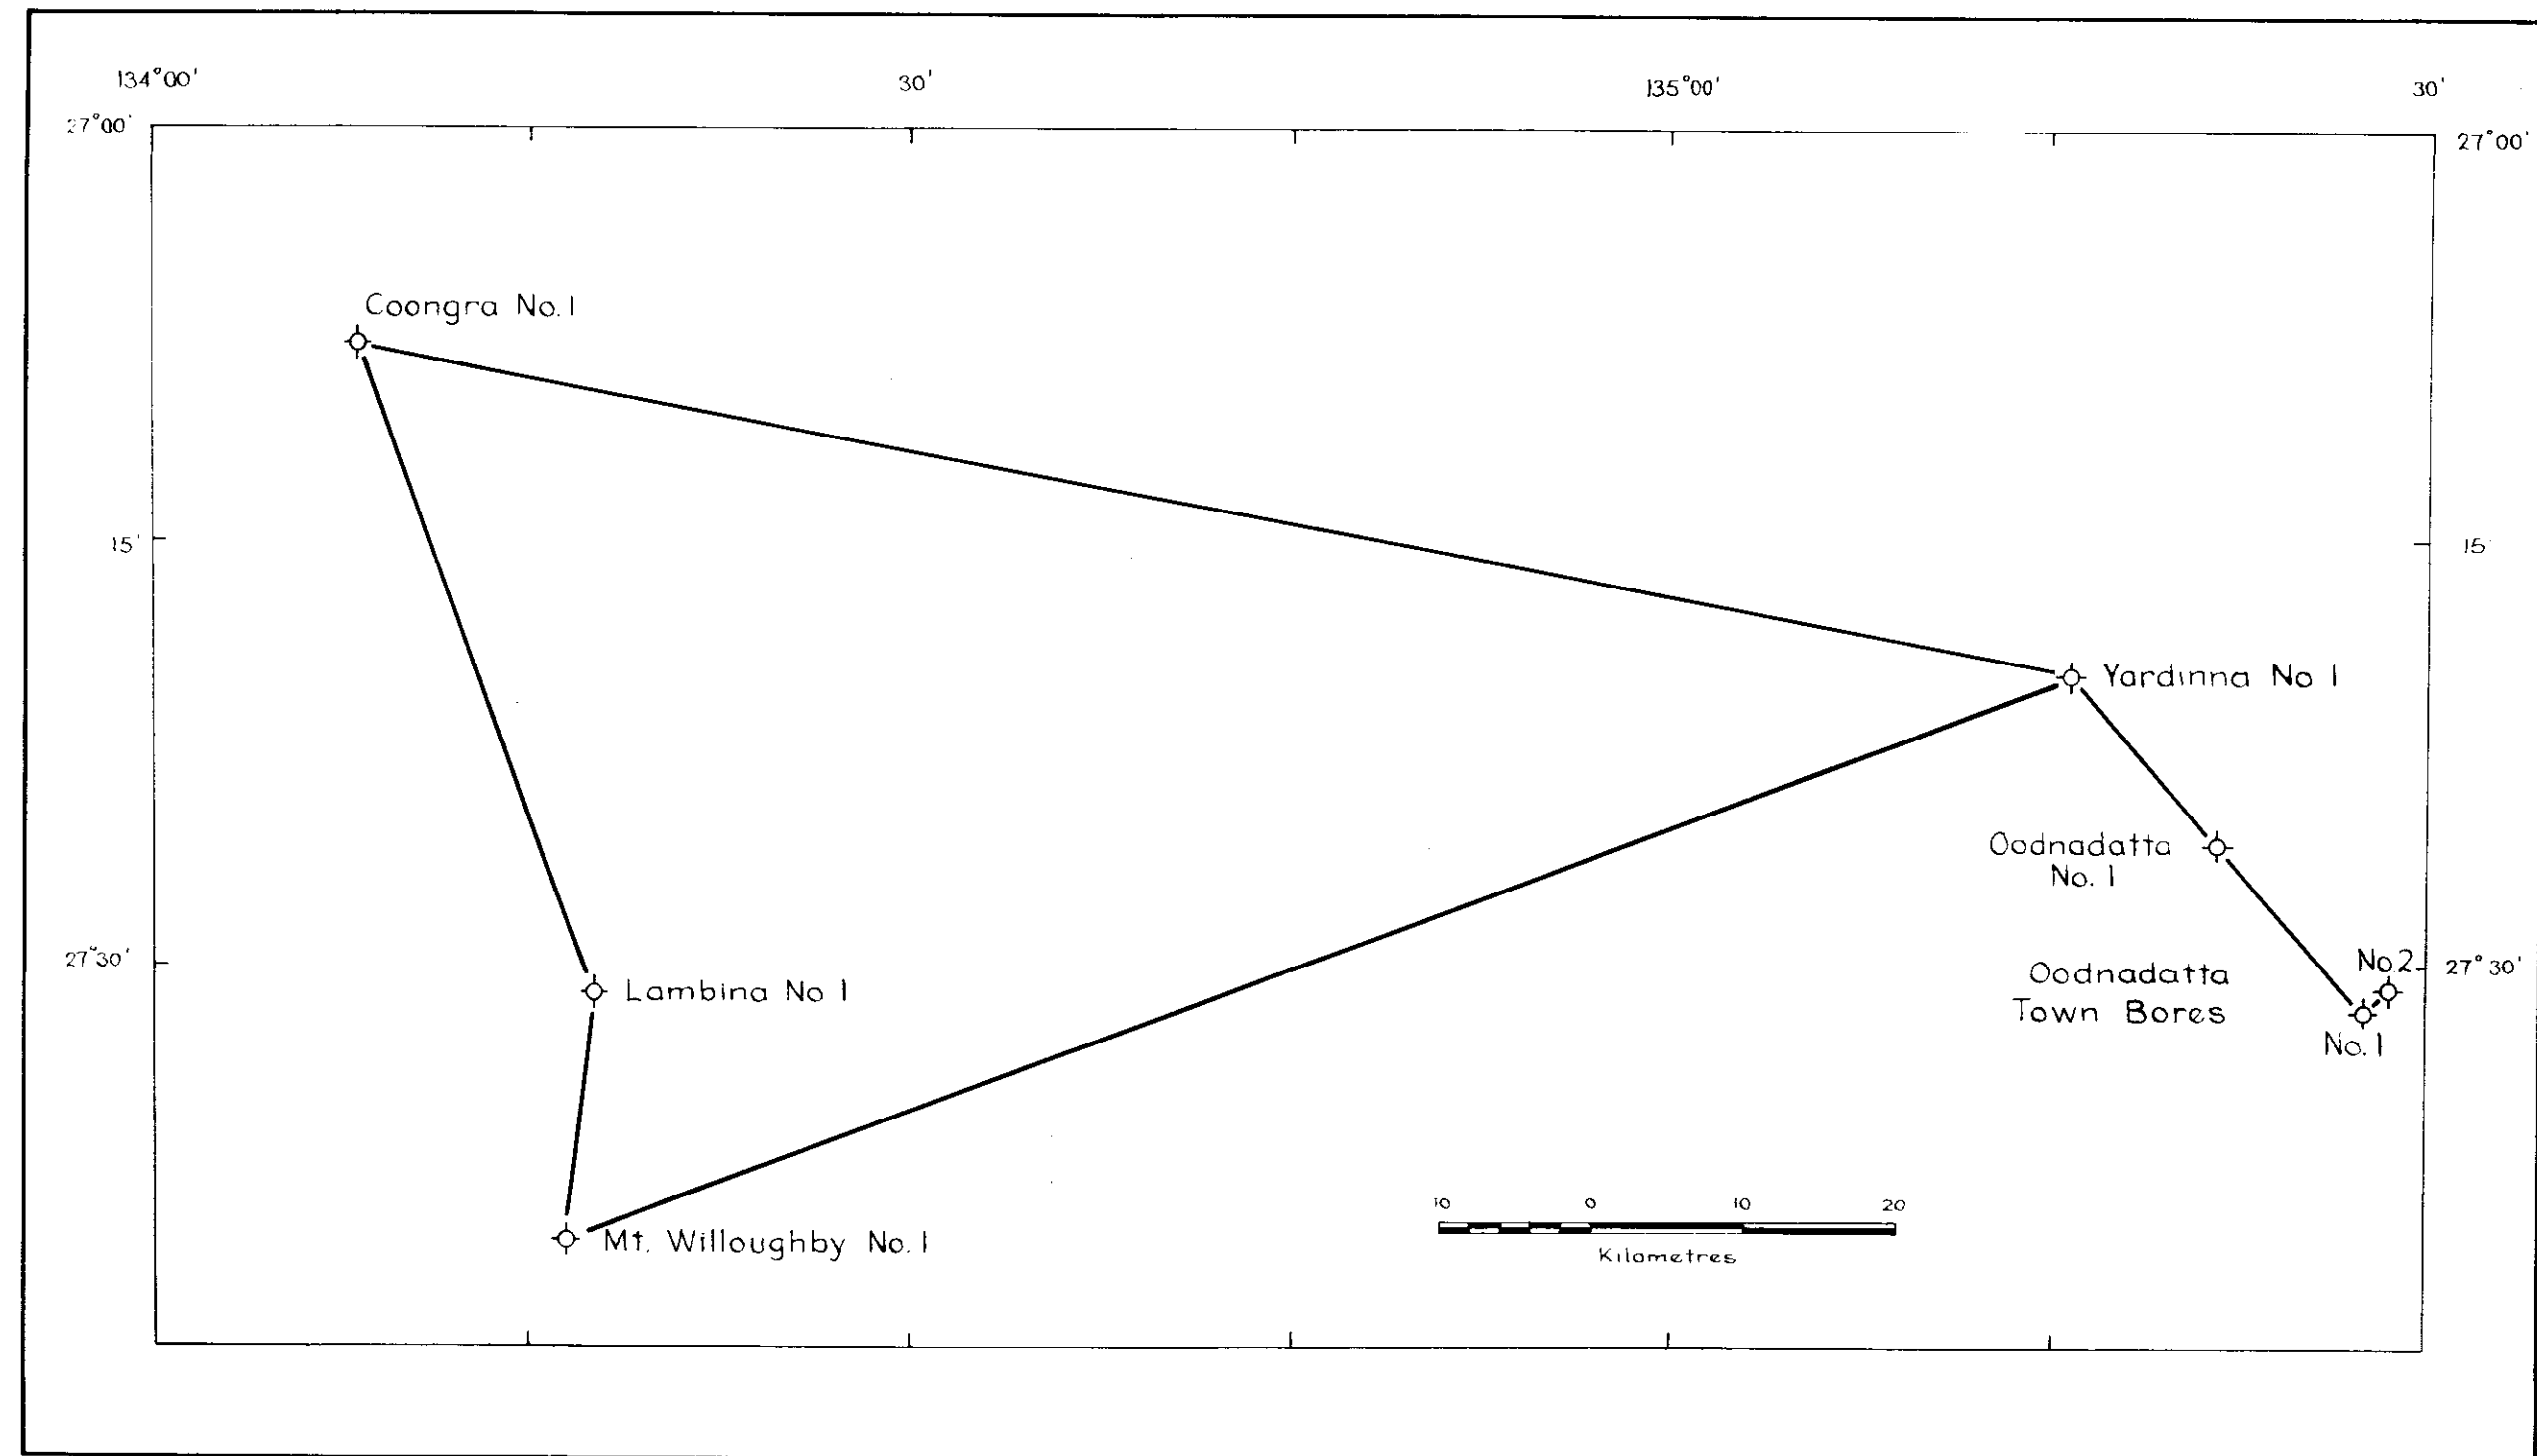 134°00' 30' 135°00' 30'
27°00' 27°00'
Coongra No. 1
15' 15'
Yardinna No 1
Oodnadatta
No. 1
27°30' 27°30'
No. 2
Oodnadatta
Town Bores
No. 1
Lambina No 1
Mt. Willoughby No. 1
10 0 10 20
Kilometres